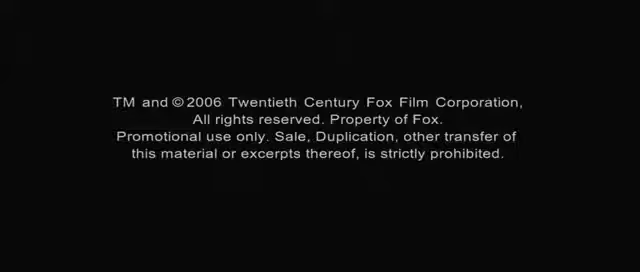 TM and © 2006 Twentieth Century Fox Film Corporation,
All rights reserved. Property of Fox.
Promotional use only. Sale, Duplication, other transfer of
this material or excerpts thereof, is strictly prohibited.